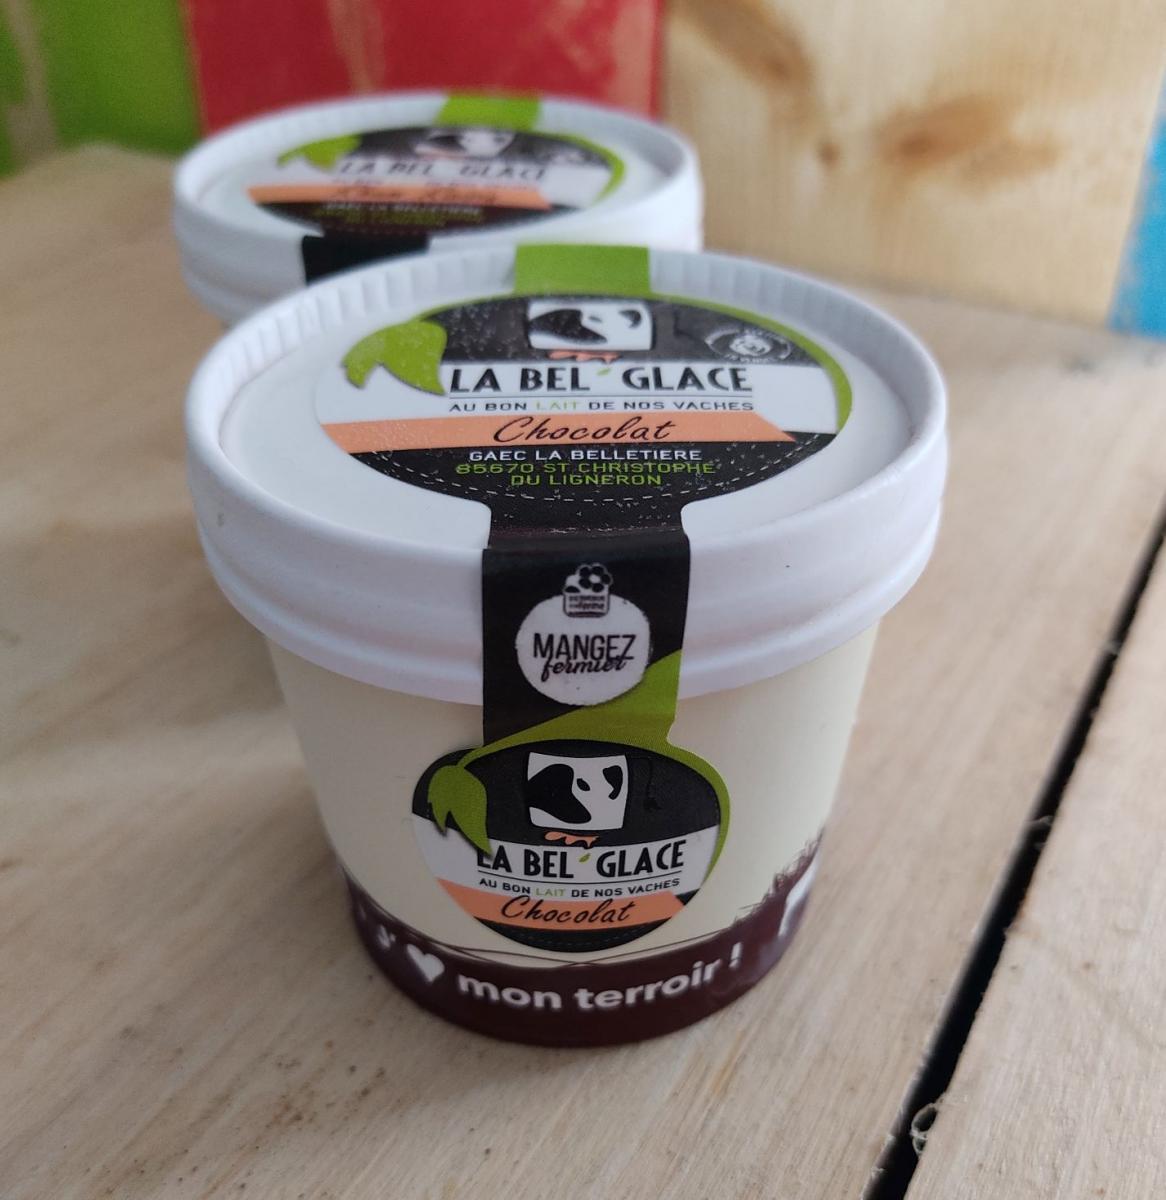 LA BEL' GLACE
LA BEL' GLACE
AU BON LAIT DE NOS VACHES
Chocolat
GAEC LA BELLETIERE
85670 ST CHRISTOPHE
DU LIGNERON
MANGEZ
fermier
LA BEL' GLACE
AU BON LAIT DE NOS VACHES
Chocolat
j' ♥ mon terroir !